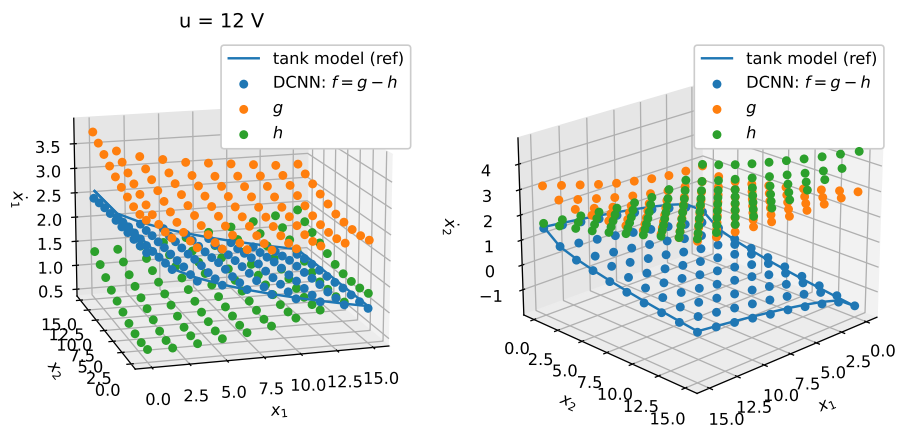 u = 12 V
tank model (ref)
DCNN: f = g − h
g
h
ẋ₁
3.5
3.0
2.5
2.0
1.5
1.0
0.5
15.0
12.5
10.0
7.5
5.0
2.5
0.0
x₂
0.0
2.5
5.0
7.5
10.0
12.5
15.0
x₁
tank model (ref)
DCNN: f = g − h
g
h
ẋ₂
4
3
2
1
0
−1
0.0
2.5
5.0
7.5
10.0
12.5
15.0
x₂
15.0
12.5
10.0
7.5
5.0
2.5
0.0
x₁